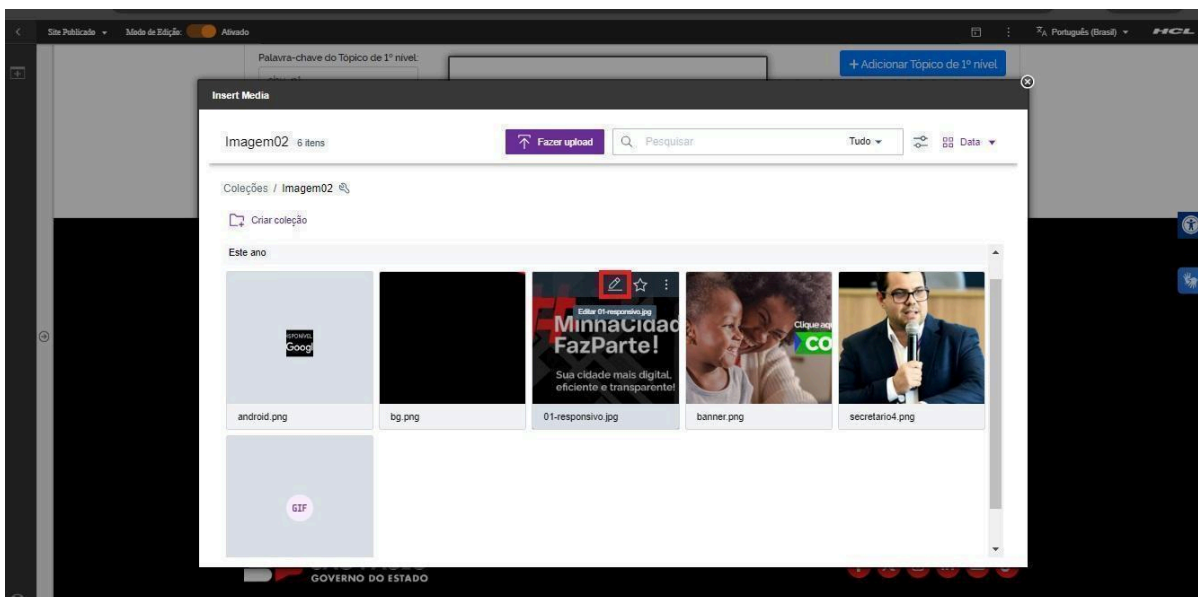 Site Publicado
Modo de Edição:
Ativado
Português (Brasil)
HCL
Palavra-chave do Tópico de 1º nível:
+ Adicionar Tópico de 1º nível
Insert Media
Imagem02 6 itens
Fazer upload
Pesquisar
Tudo
Data
Coleções / Imagem02
Criar coleção
Este ano
Editar 01-responsivo.jpg
MinhaCidad
FazParte!
Sua cidade mais digital,
eficiente e transparente!
Clique aq
CO
Googl
android.png
bg.png
01-responsivo.jpg
banner.png
secretario4.png
GIF
GOVERNO DO ESTADO